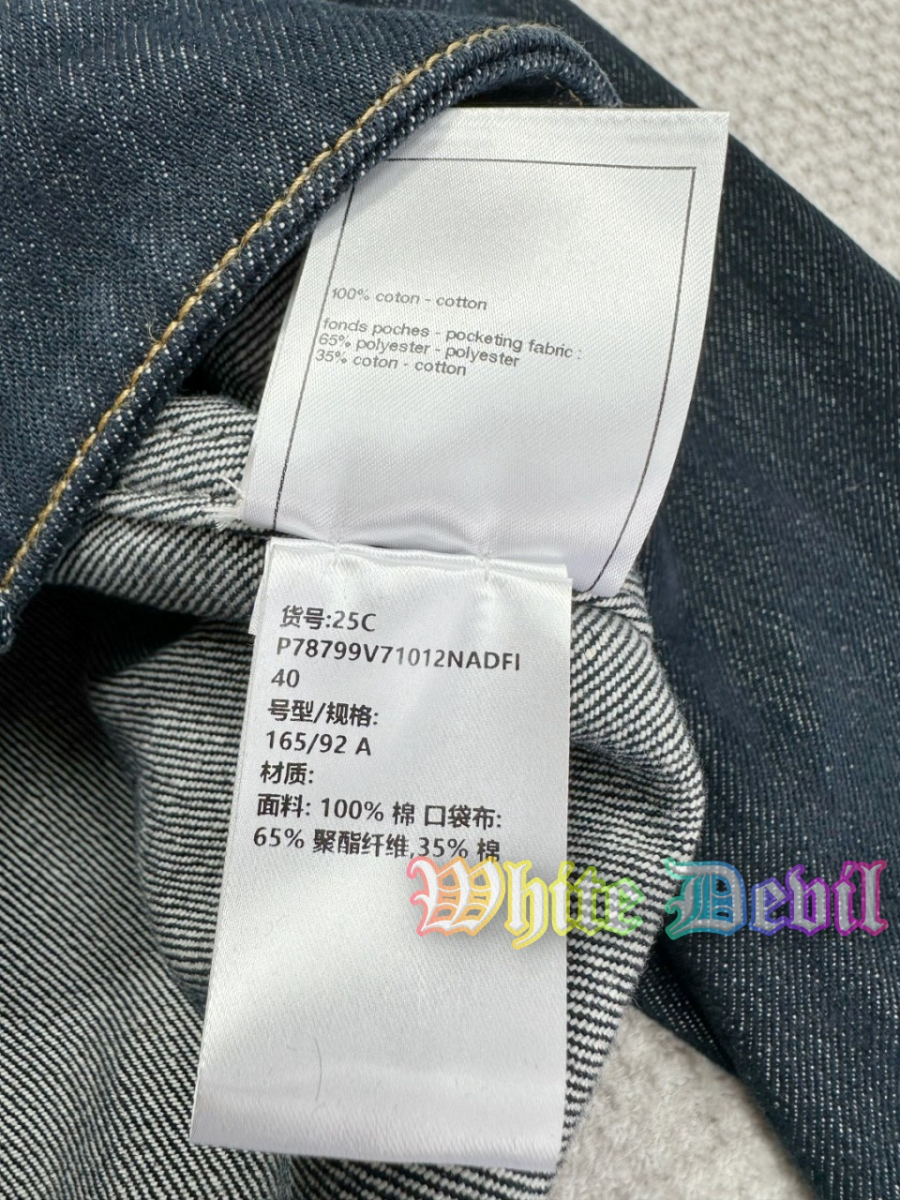 100% coton - cotton
fonds poches - pocketing fabric :
65% polyester - polyester
35% coton - cotton
货号:25C
P78799V71012NADFI
40
号型/规格:
165/92 A
材质:
面料: 100% 棉 口袋布:
65% 聚酯纤维,35% 棉
White Devil